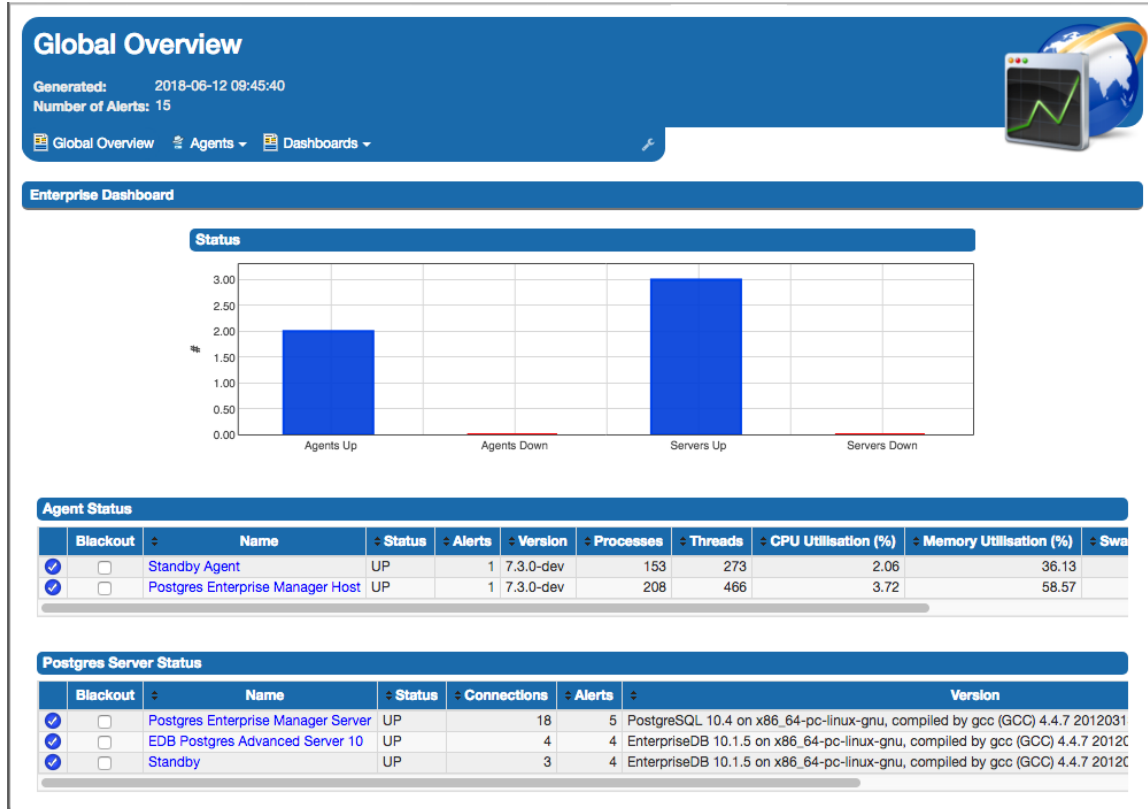 Global Overview
Generated: 2018-06-12 09:45:40
Number of Alerts: 15
Global Overview Agents Dashboards
Enterprise Dashboard
Status
3.00
2.50
2.00
#
1.50
1.00
0.50
0.00
Agents Up Agents Down Servers Up Servers Down
Agent Status
Blackout Name Status Alerts Version Processes Threads CPU Utilisation (%) Memory Utilisation (%) Swa
Standby Agent UP 1 7.3.0-dev 153 273 2.06 36.13
Postgres Enterprise Manager Host UP 1 7.3.0-dev 208 466 3.72 58.57
Postgres Server Status
Blackout Name Status Connections Alerts Version
Postgres Enterprise Manager Server UP 18 5 PostgreSQL 10.4 on x86_64-pc-linux-gnu, compiled by gcc (GCC) 4.4.7 2012031
EDB Postgres Advanced Server 10 UP 4 4 EnterpriseDB 10.1.5 on x86_64-pc-linux-gnu, compiled by gcc (GCC) 4.4.7 20120
Standby UP 3 4 EnterpriseDB 10.1.5 on x86_64-pc-linux-gnu, compiled by gcc (GCC) 4.4.7 20120